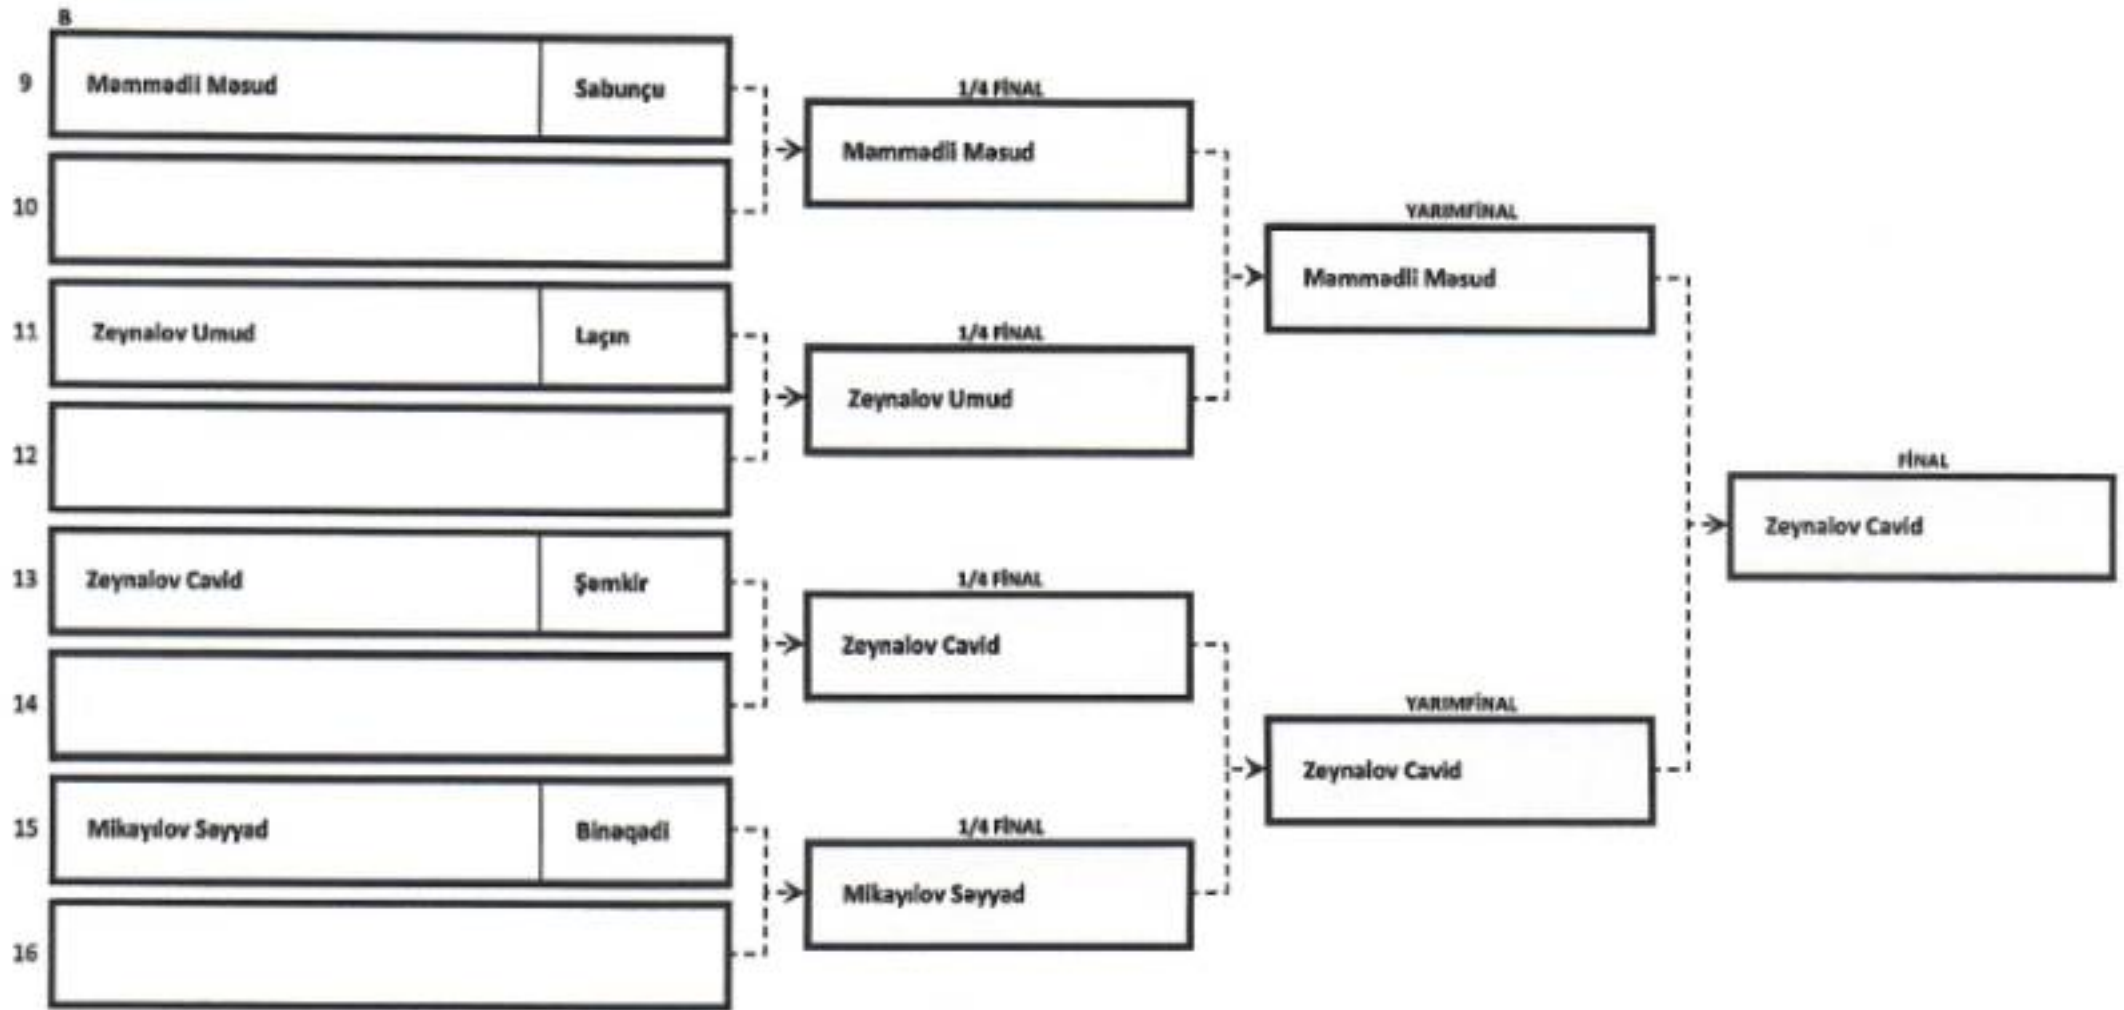 B
9 Məmmədli Məsud Sabunçu
10
11 Zeynalov Umud Laçın
12
13 Zeynalov Cavid Şəmkir
14
15 Mikayılov Səyyad Binəqədi
16
1/4 FİNAL
Məmmədli Məsud
1/4 FİNAL
Zeynalov Umud
1/4 FİNAL
Zeynalov Cavid
1/4 FİNAL
Mikayılov Səyyad
YARIMFİNAL
Məmmədli Məsud
YARIMFİNAL
Zeynalov Cavid
FİNAL
Zeynalov Cavid